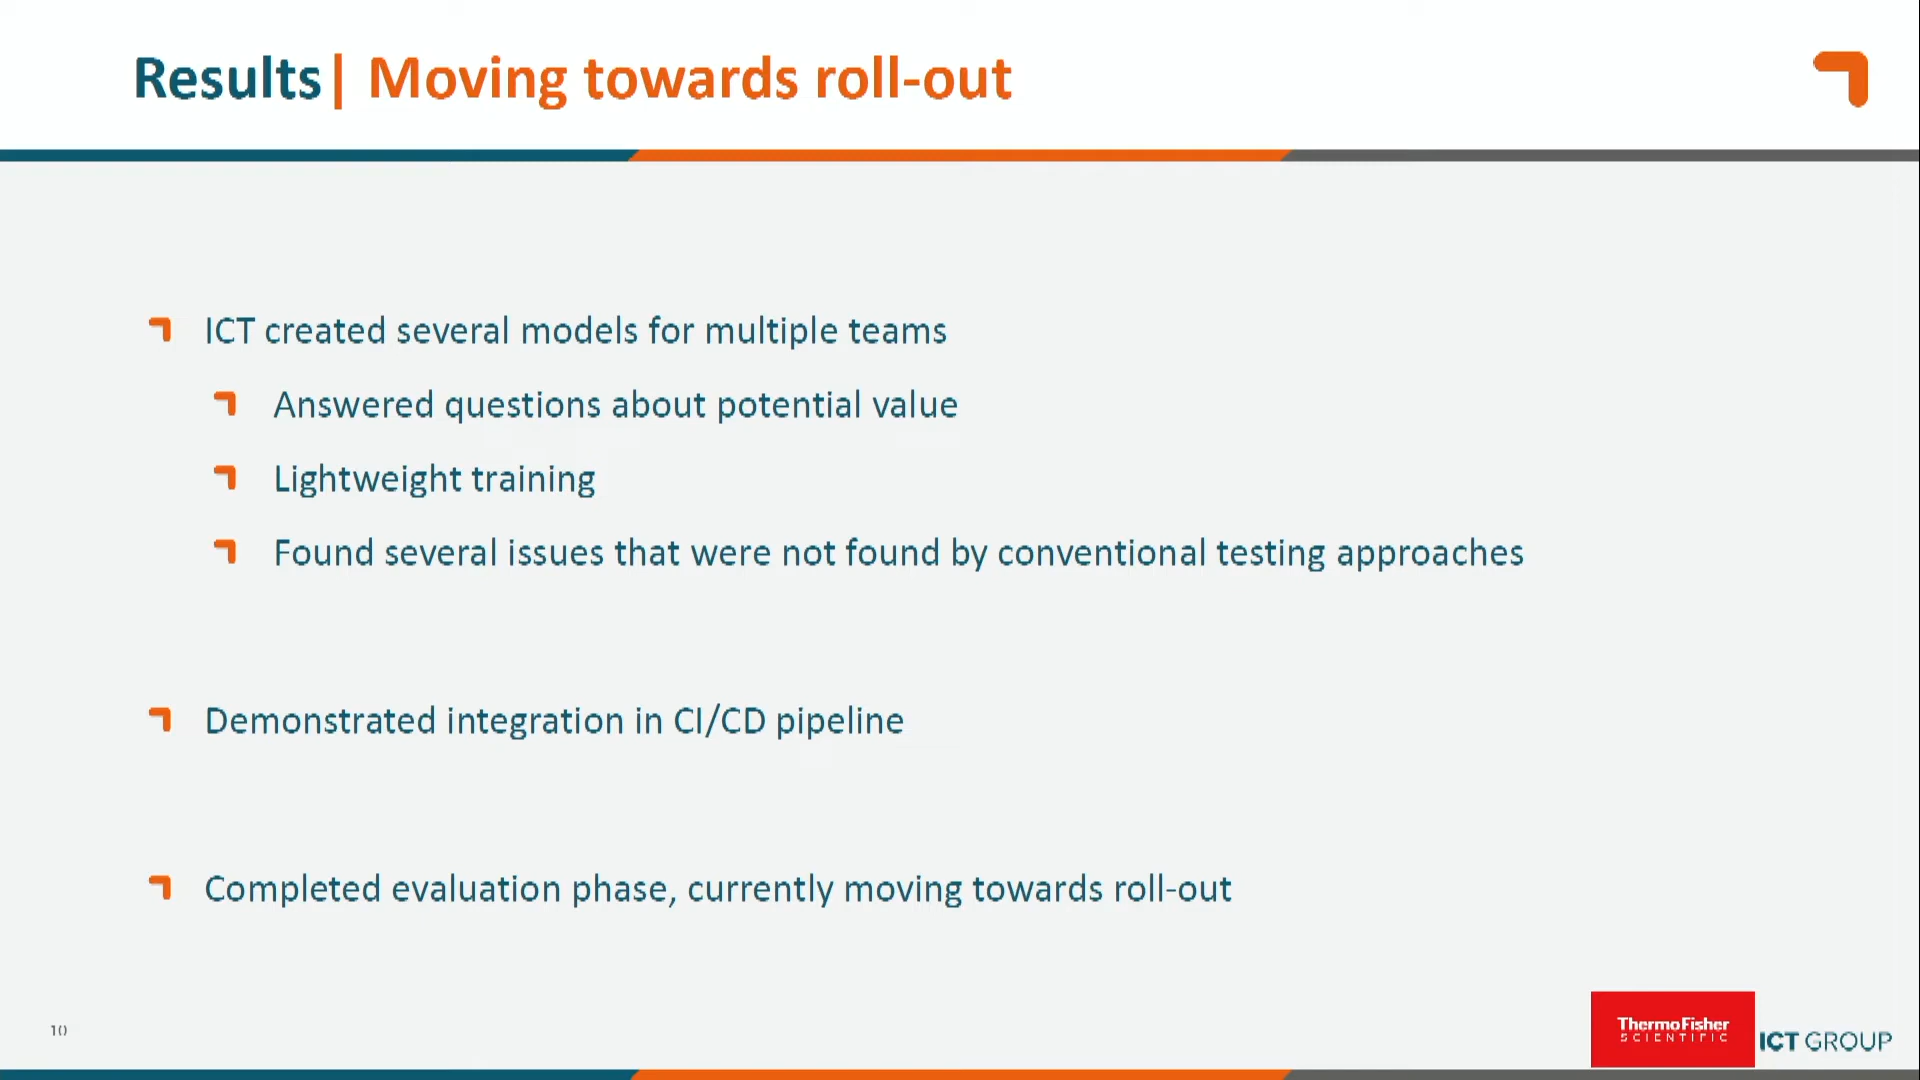 Results| Moving towards roll-out
ICT created several models for multiple teams
Answered questions about potential value
Lightweight training
Found several issues that were not found by conventional testing approaches
Demonstrated integration in CI/CD pipeline
Completed evaluation phase, currently moving towards roll-out
10
ThermoFisher
SCIENTIFIC
ICT GROUP